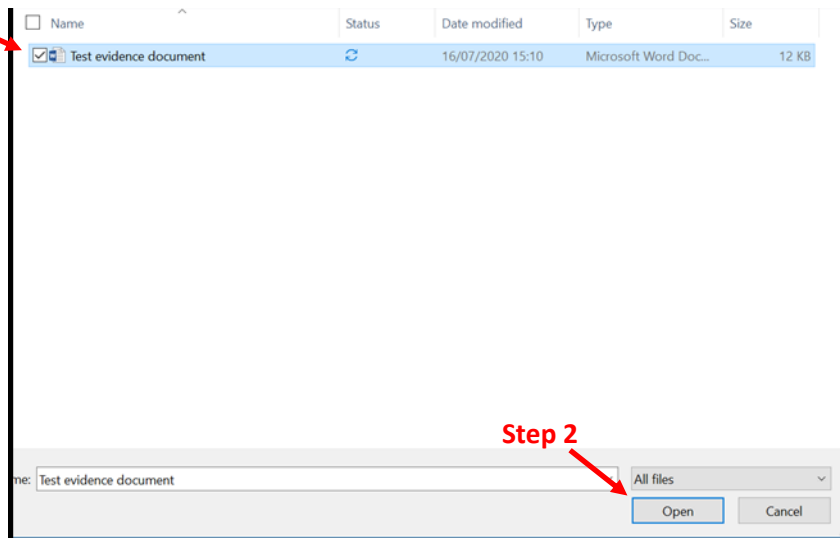 Name Status Date modified Type Size
Test evidence document 16/07/2020 15:10 Microsoft Word Doc... 12 KB
Step 2
me: Test evidence document All files
Open Cancel